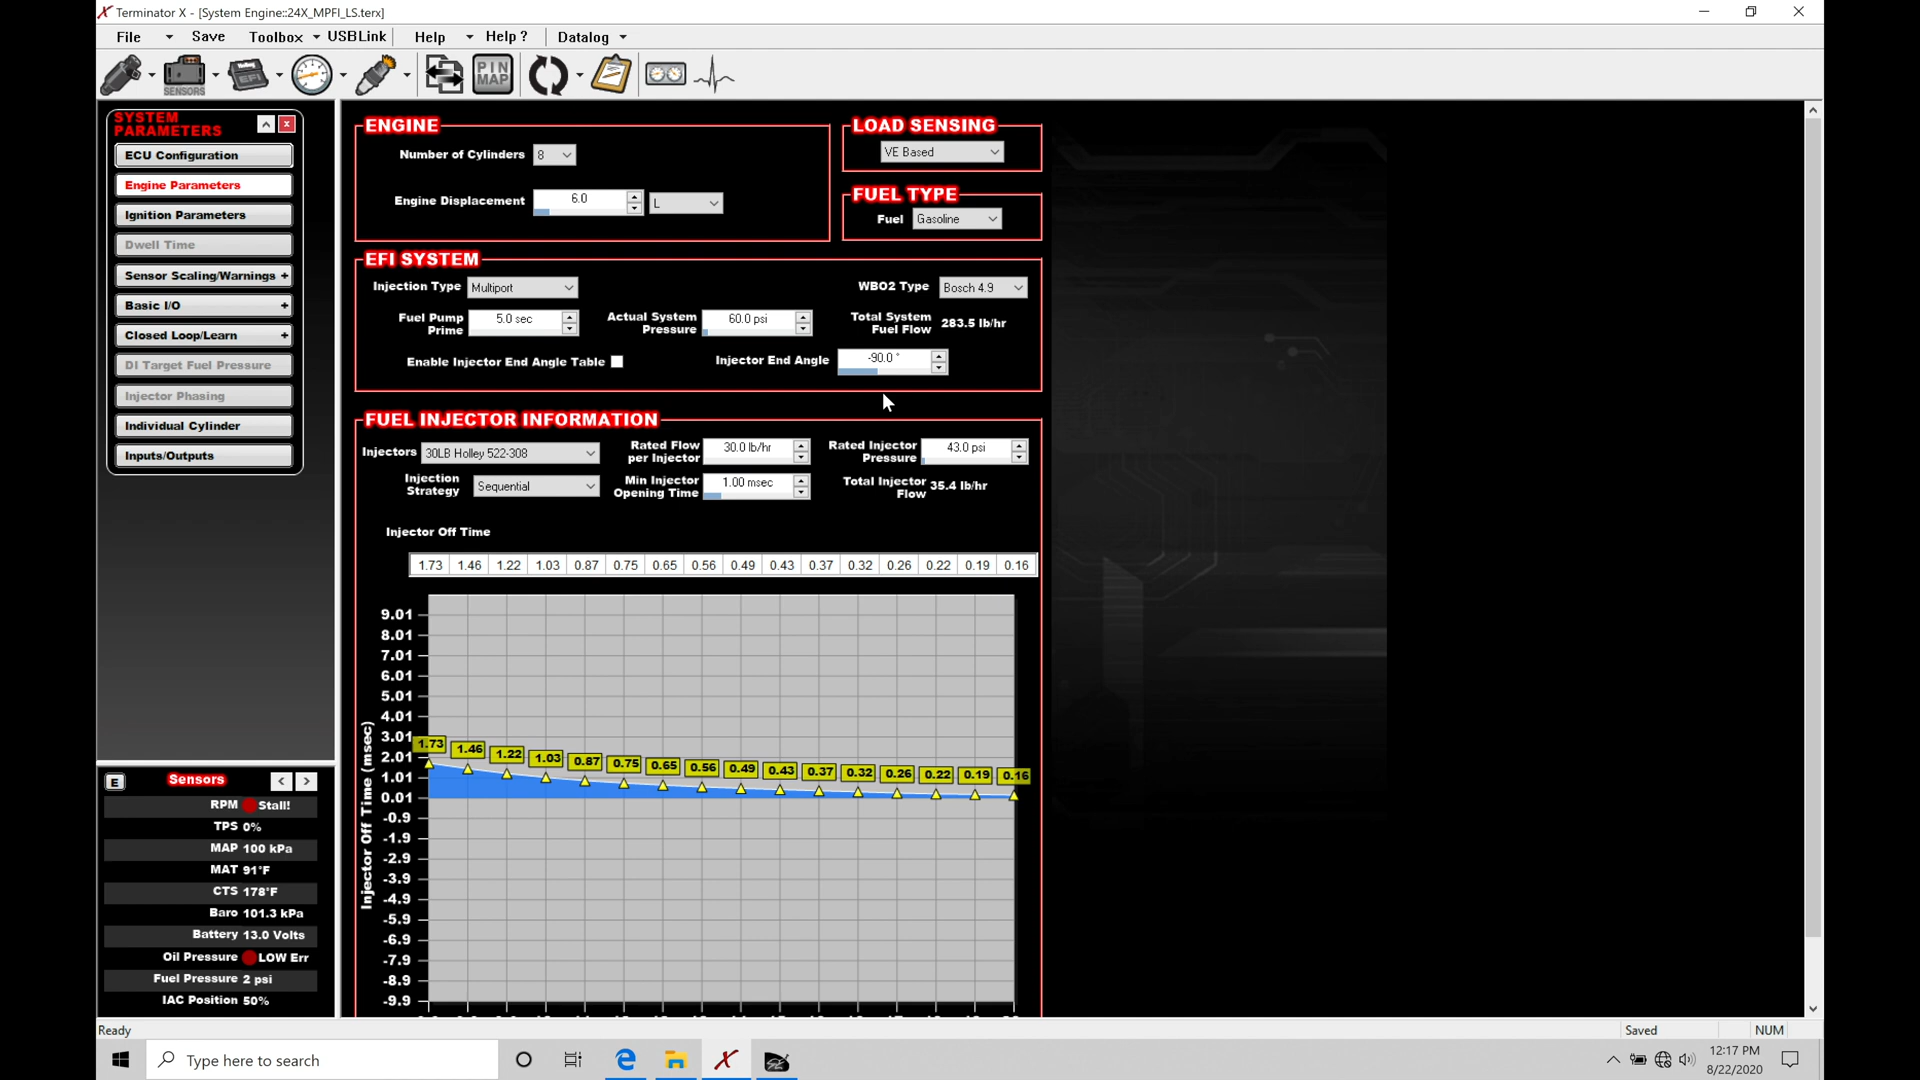 Terminator X - [System Engine::24X_MPFI_LS.terx]
File Save Toolbox USBLink Help Help ? Datalog
SENSORS EFI PIN MAP
SYSTEM PARAMETERS
ECU Configuration
Engine Parameters
Ignition Parameters
Dwell Time
Sensor Scaling/Warnings +
Basic I/O +
Closed Loop/Learn +
DI Target Fuel Pressure
Injector Phasing
Individual Cylinder
Inputs/Outputs
E Sensors < >
RPM Stall!
TPS 0%
MAP 100 kPa
MAT 91°F
CTS 178°F
Baro 101.3 kPa
Battery 13.0 Volts
Oil Pressure LOW Err
Fuel Pressure 2 psi
IAC Position 50%
ENGINE
Number of Cylinders 8
Engine Displacement 6.0 L
LOAD SENSING
VE Based
FUEL TYPE
Fuel Gasoline
EFI SYSTEM
Injection Type Multiport WBO2 Type Bosch 4.9
Fuel Pump Prime 5.0 sec Actual System Pressure 60.0 psi Total System Fuel Flow 283.5 lb/hr
Enable Injector End Angle Table Injector End Angle -90.0 °
FUEL INJECTOR INFORMATION
Injectors 30LB Holley 522-308 Rated Flow per Injector 30.0 lb/hr Rated Injector Pressure 43.0 psi
Injection Strategy Sequential Min Injector Opening Time 1.00 msec Total Injector Flow 35.4 lb/hr
Injector Off Time
1.73 1.46 1.22 1.03 0.87 0.75 0.65 0.56 0.49 0.43 0.37 0.32 0.26 0.22 0.19 0.16
Injector Off Time (msec)
9.01
8.01
7.01
6.01
5.01
4.01
3.01
2.01
1.01
0.01
-0.9
-1.9
-2.9
-3.9
-4.9
-5.9
-6.9
-7.9
-8.9
-9.9
1.73 1.46 1.22 1.03 0.87 0.75 0.65 0.56 0.49 0.43 0.37 0.32 0.26 0.22 0.19 0.16
Ready Saved NUM
Type here to search
12:17 PM
8/22/2020